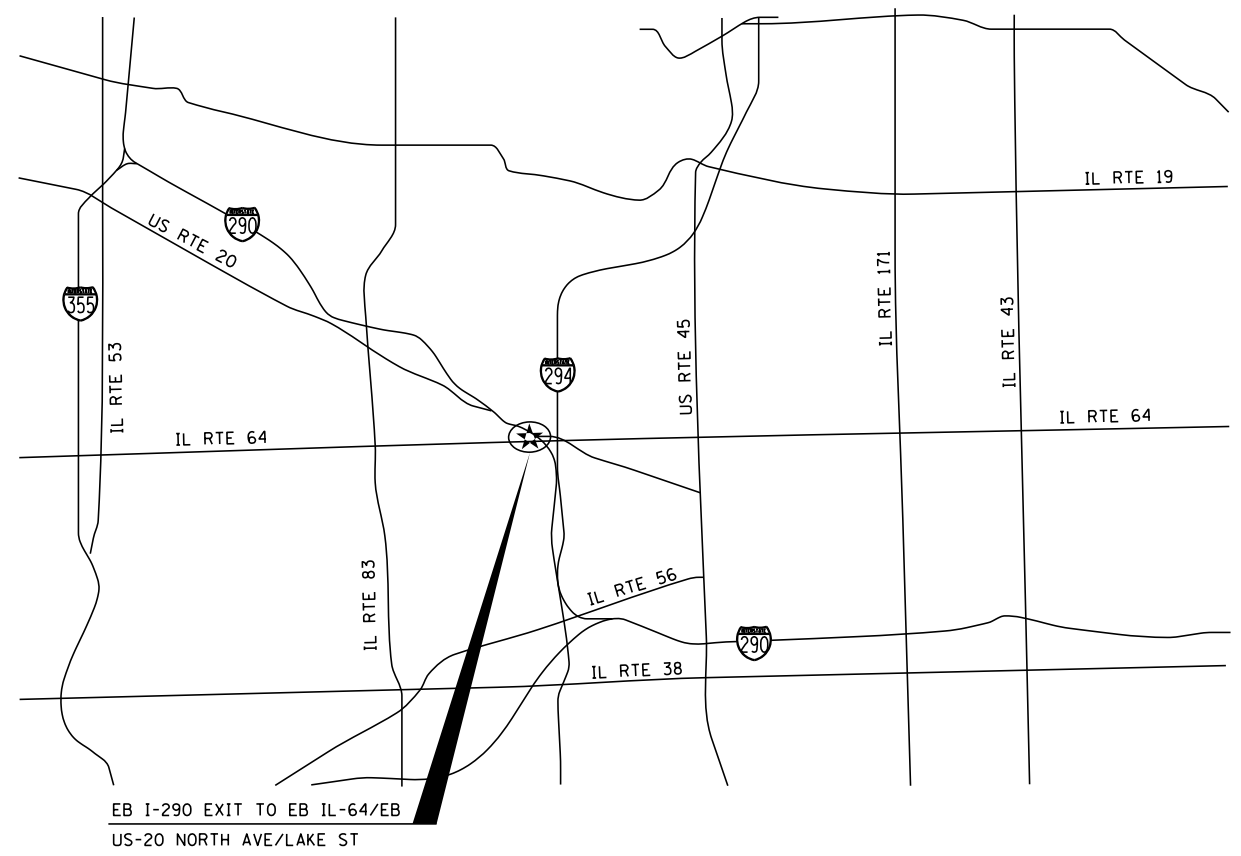 IL RTE 19
US RTE 20
290
IL RTE 171
355
IL RTE 43
US RTE 45
IL RTE 53
294
IL RTE 64
IL RTE 64
IL RTE 83
IL RTE 56
290
IL RTE 38
EB I-290 EXIT TO EB IL-64/EB
US-20 NORTH AVE/LAKE ST